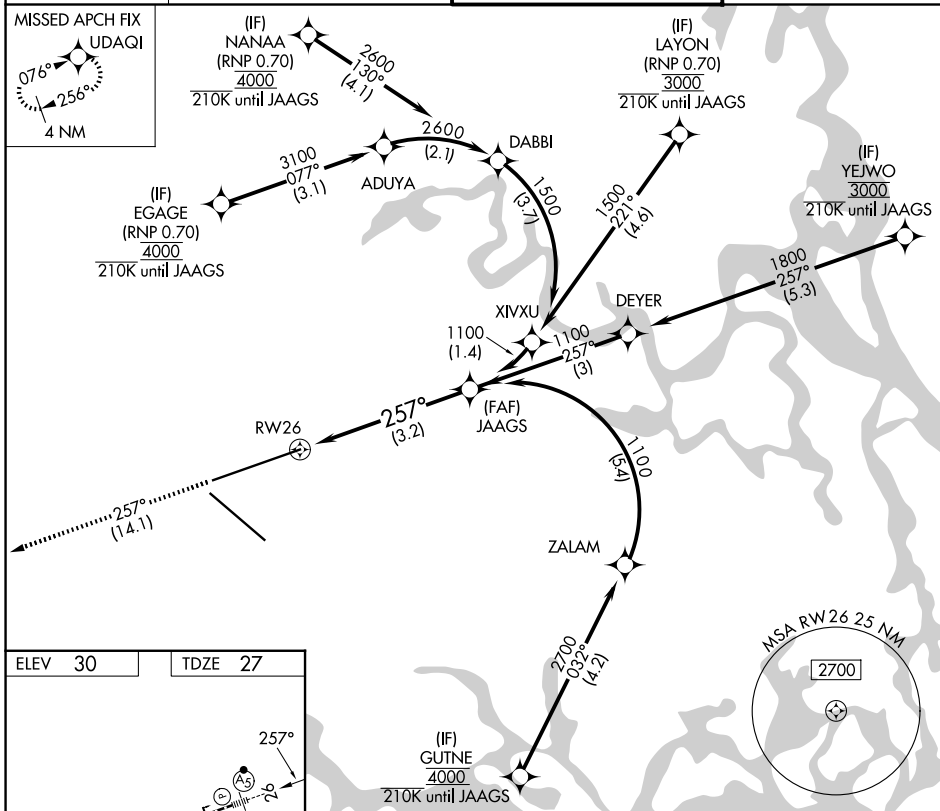 MISSED APCH FIX
UDAQI
076°
256°
4 NM
(IF)
NANAA
(RNP 0.70)
4000
210K until JAAGS
2600
130°
(4.1)
(IF)
LAYON
(RNP 0.70)
3000
210K until JAAGS
(IF)
YEJWO
3000
210K until JAAGS
(IF)
EGAGE
(RNP 0.70)
4000
210K until JAAGS
3100
077°
(3.1)
ADUYA
2600
(2.1)
DABBI
1500
(3.7)
1500
221°
(4.6)
1800
257°
(5.3)
DEYER
XIVXU
1100
(1.4)
1100
257°
(3)
(FAF)
JAAGS
257°
(3.2)
RW26
257°
(14.1)
1100
(5.4)
ZALAM
2700
032°
(4.2)
(IF)
GUTNE
4000
210K until JAAGS
MSA RW26 25 NM
2700
ELEV 30
TDZE 27
257°
A5
P
26